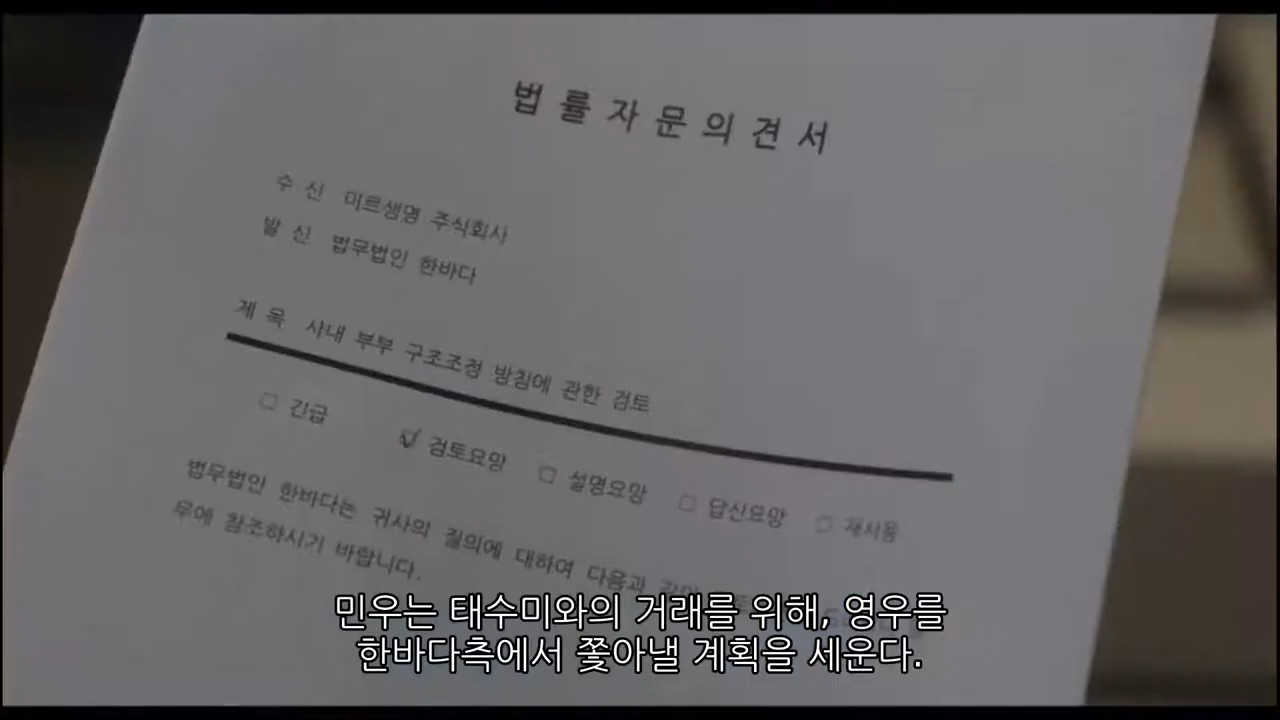 법률자문의견서
수 신 미르생명 주식회사
발 신 법무법인 한바다
제 목 사내 부부 구조조정 방침에 관한 검토
□ 긴급 ☑ 검토요망 □ 설명요망 □ 답신요망 □ 재사용
법무법인 한바다는 귀사의 질의에 대하여 다음과 같이
무에 참조하시기 바랍니다.
민우는 태수미와의 거래를 위해, 영우를
한바다측에서 쫓아낼 계획을 세운다.